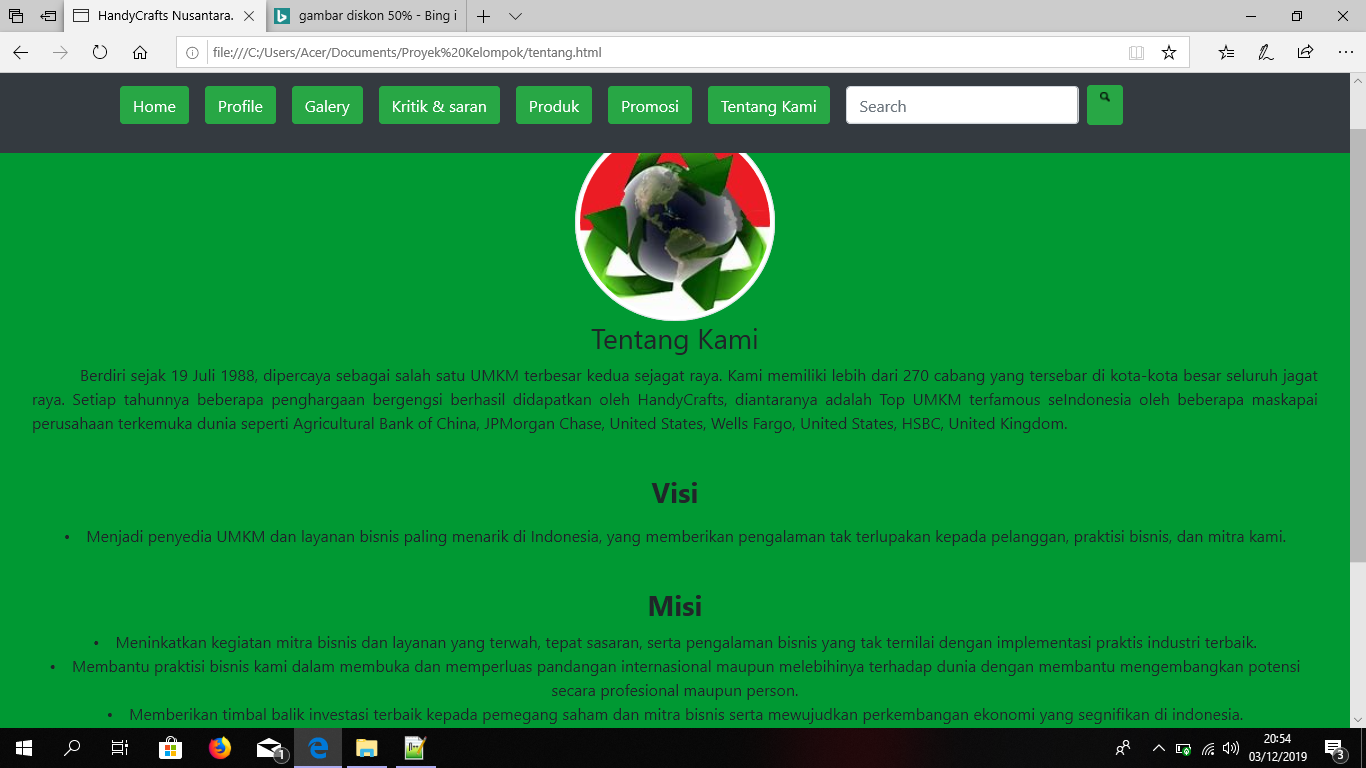 HandyCrafts Nusantara.
gambar diskon 50% - Bing i
file:///C:/Users/Acer/Documents/Proyek%20Kelompok/tentang.html
Home Profile Galery Kritik & saran Produk Promosi Tentang Kami Search
Tentang Kami
Berdiri sejak 19 Juli 1988, dipercaya sebagai salah satu UMKM terbesar kedua sejagat raya. Kami memiliki lebih dari 270 cabang yang tersebar di kota-kota besar seluruh jagat
raya. Setiap tahunnya beberapa penghargaan bergengsi berhasil didapatkan oleh HandyCrafts, diantaranya adalah Top UMKM terfamous seIndonesia oleh beberapa maskapai
perusahaan terkemuka dunia seperti Agricultural Bank of China, JPMorgan Chase, United States, Wells Fargo, United States, HSBC, United Kingdom.
Visi
• Menjadi penyedia UMKM dan layanan bisnis paling menarik di Indonesia, yang memberikan pengalaman tak terlupakan kepada pelanggan, praktisi bisnis, dan mitra kami.
Misi
• Meninkatkan kegiatan mitra bisnis dan layanan yang terwah, tepat sasaran, serta pengalaman bisnis yang tak ternilai dengan implementasi praktis industri terbaik.
• Membantu praktisi bisnis kami dalam membuka dan memperluas pandangan internasional maupun melebihinya terhadap dunia dengan membantu mengembangkan potensi
secara profesional maupun person.
• Memberikan timbal balik investasi terbaik kepada pemegang saham dan mitra bisnis serta mewujudkan perkembangan ekonomi yang segnifikan di indonesia.
1
20:54
03/12/2019
3